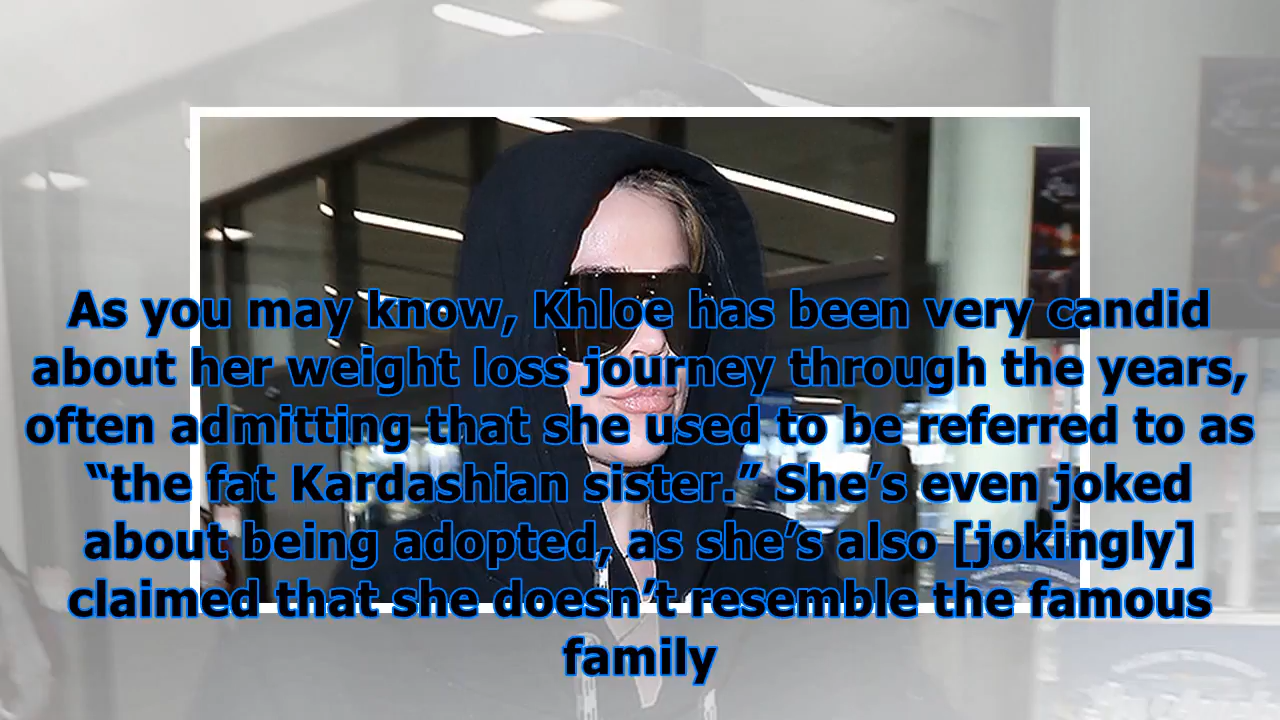 As you may know, Khloe has been very candid
about her weight loss journey through the years,
often admitting that she used to be referred to as
“the fat Kardashian sister.” She’s even joked
about being adopted, as she’s also [jokingly]
claimed that she doesn’t resemble the famous
family